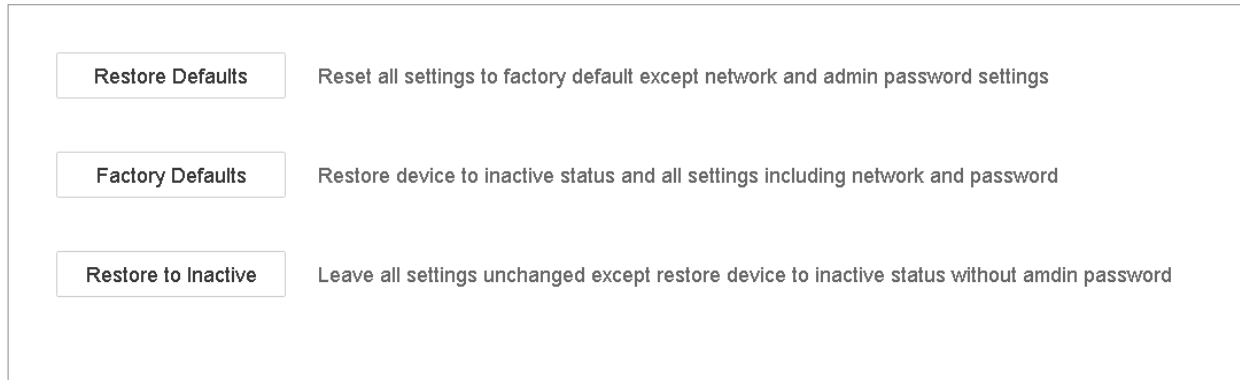 Restore Defaults Reset all settings to factory default except network and admin password settings
Factory Defaults Restore device to inactive status and all settings including network and password
Restore to Inactive Leave all settings unchanged except restore device to inactive status without amdin password